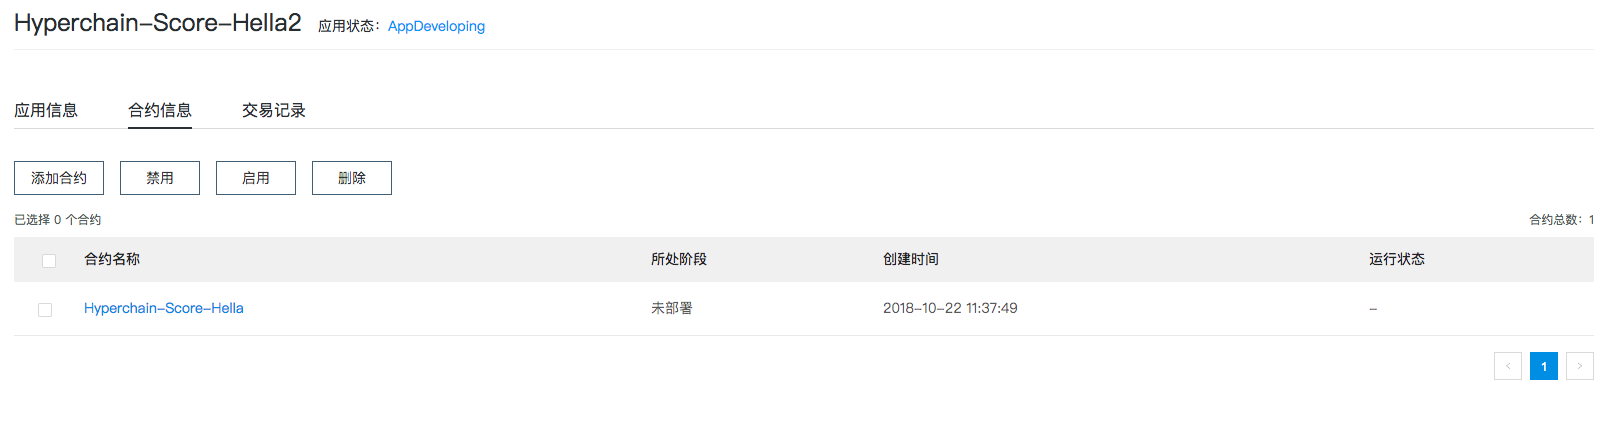 Hyperchain-Score-Hella2 应用状态：AppDeveloping
应用信息 合约信息 交易记录
添加合约 禁用 启用 删除
已选择 0 个合约 合约总数：1
合约名称 所处阶段 创建时间 运行状态
Hyperchain-Score-Hella 未部署 2018-10-22 11:37:49 -
< 1 >